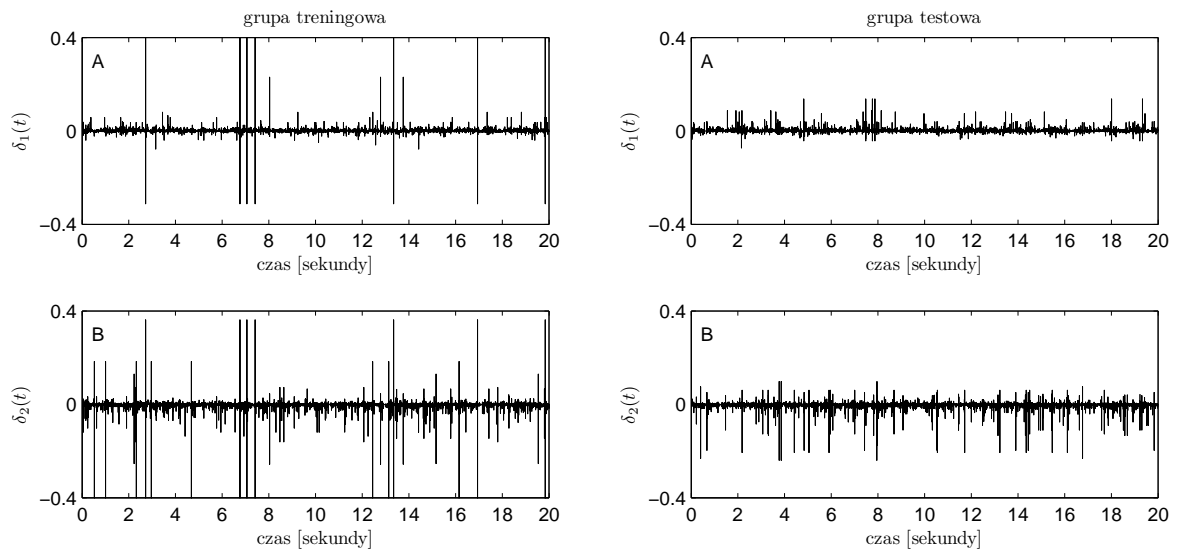 grupa treningowa
0.4
A
δ₁(t)
0
−0.4
0 2 4 6 8 10 12 14 16 18 20
czas [sekundy]
grupa testowa
0.4
A
δ₁(t)
0
−0.4
0 2 4 6 8 10 12 14 16 18 20
czas [sekundy]
0.4
B
δ₂(t)
0
−0.4
0 2 4 6 8 10 12 14 16 18 20
czas [sekundy]
0.4
B
δ₂(t)
0
−0.4
0 2 4 6 8 10 12 14 16 18 20
czas [sekundy]